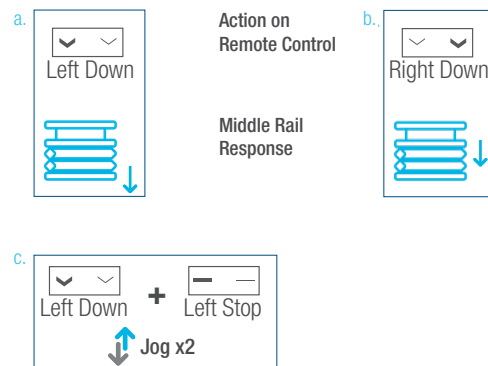 a.
Left Down
Action on
Remote Control
Middle Rail
Response
b.,
Right Down
c.
Left Down + Left Stop
Jog x2